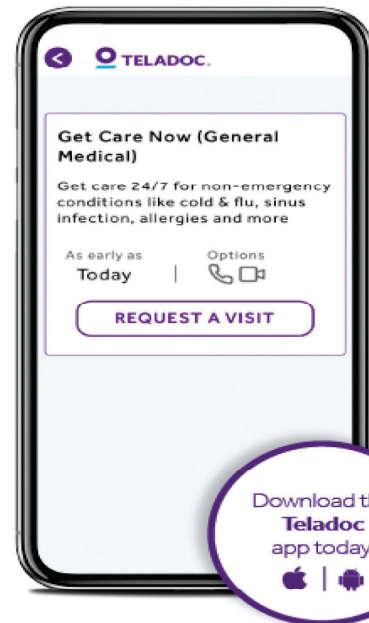 TELADOC.
Get Care Now (General
Medical)
Get care 24/7 for non-emergency
conditions like cold & flu, sinus
infection, allergies and more
As early as
Options
Today
REQUEST A VISIT
Download
Teladoc
app today